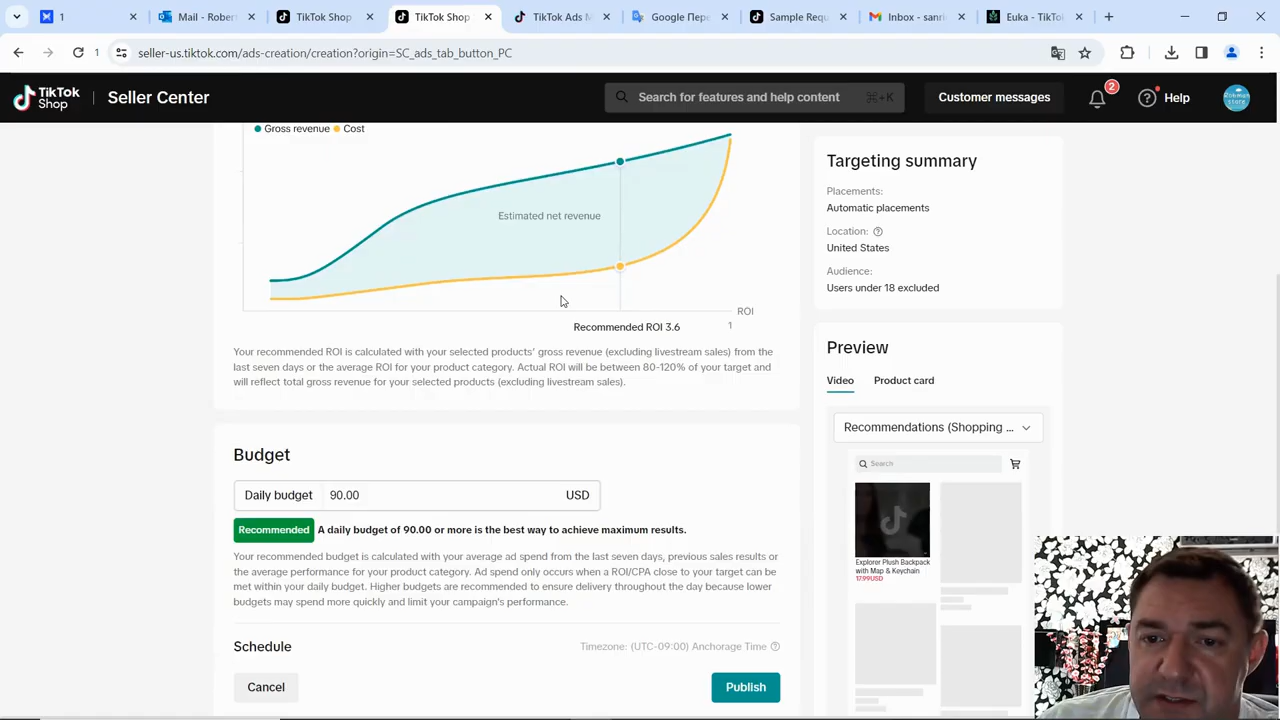 Mail - Rober
TikTok Shop
TikTok Shop
TikTok Ads M
Google Пере
Sample Requ
Inbox - sanri
Euka - TikTo
1
seller-us.tiktok.com/ads-creation/creation?origin=SC_ads_tab_button_PC
TikTok
Shop
Seller Center
Search for features and help content
+K
Customer messages
2
Help
Gross revenue
Cost
Estimated net revenue
ROI
Recommended ROI 3.6
1
Your recommended ROI is calculated with your selected products' gross revenue (excluding livestream sales) from the
last seven days or the average ROI for your product category. Actual ROI will be between 80-120% of your target and
will reflect total gross revenue for your selected products (excluding livestream sales).
Budget
Daily budget 90.00 USD
Recommended A daily budget of 90.00 or more is the best way to achieve maximum results.
Your recommended budget is calculated with your average ad spend from the last seven days, previous sales results or
the average performance for your product category. Ad spend only occurs when a ROI/CPA close to your target can be
met within your daily budget. Higher budgets are recommended to ensure delivery throughout the day because lower
budgets may spend more quickly and limit your campaign's performance.
Schedule
Timezone: (UTC-09:00) Anchorage Time
Cancel
Publish
Targeting summary
Placements:
Automatic placements
Location:
United States
Audience:
Users under 18 excluded
Preview
Video
Product card
Recommendations (Shopping ...
Search
Explorer Plush Backpack
with Map & Keychain
17.99USD